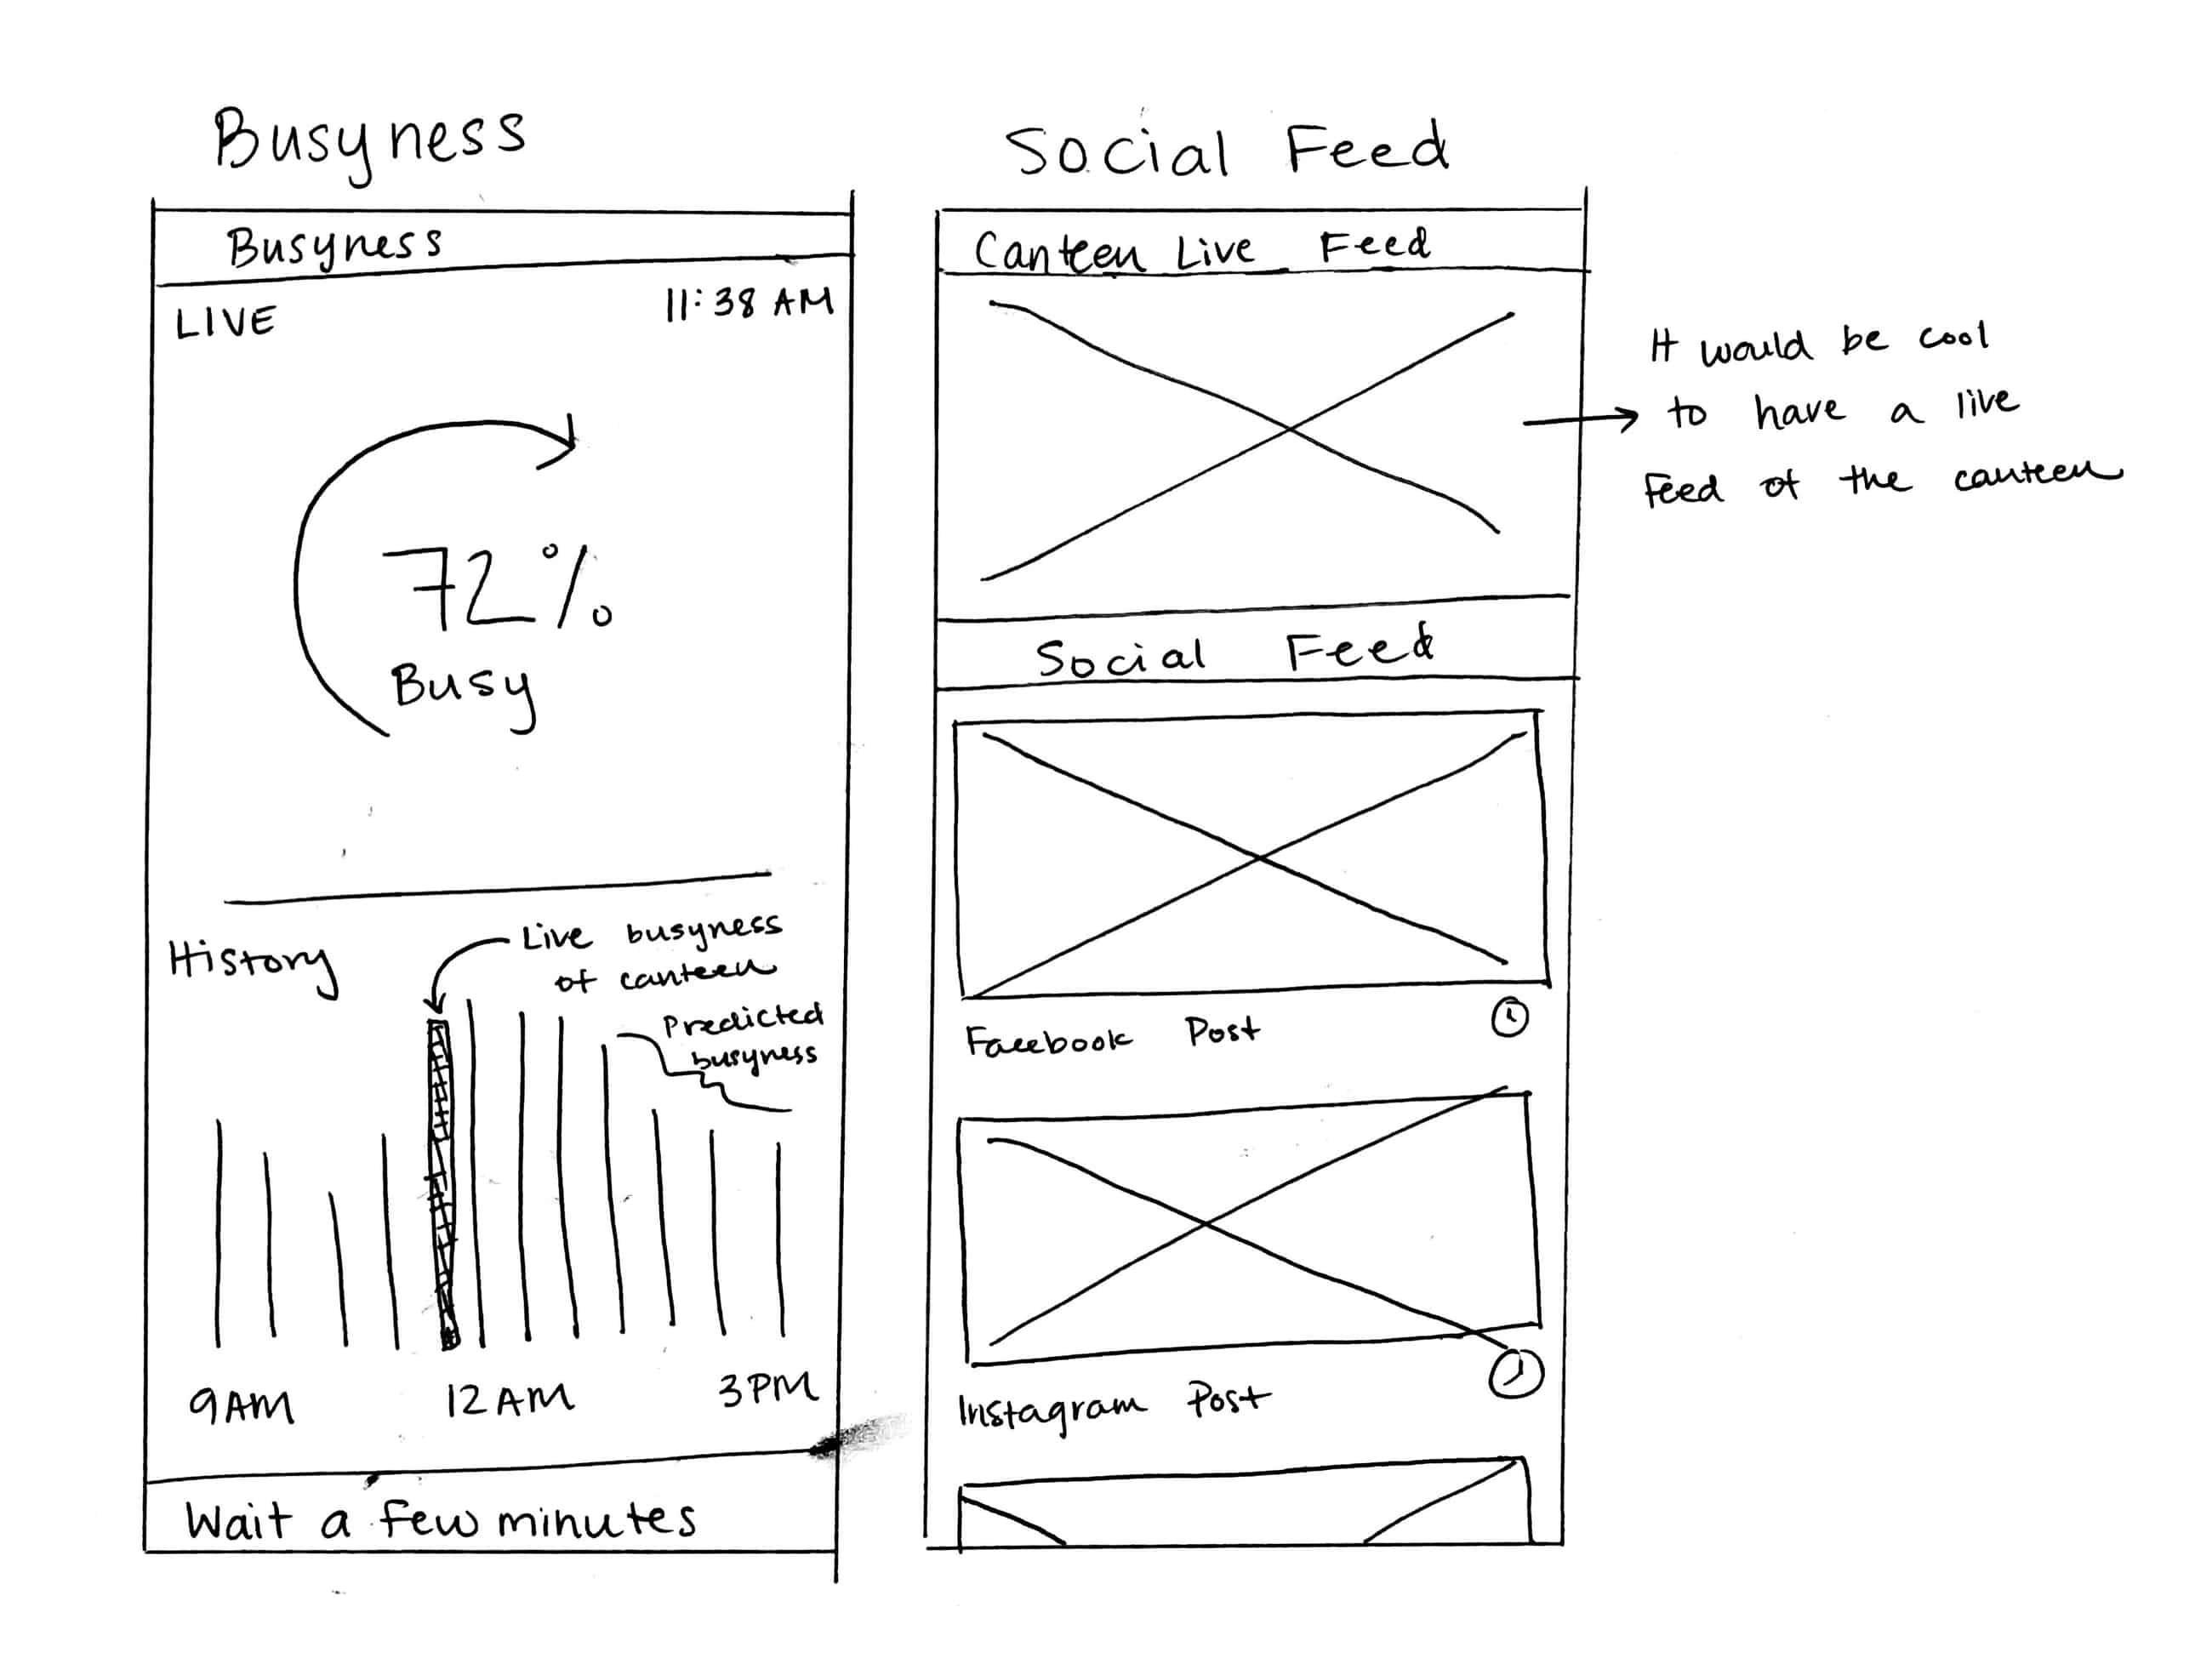 Busyness
Busyness
LIVE
11:38 AM
72%
Busy
History
Live busyness
of canteen
Predicted
busyness
9AM
12AM
3PM
Wait a few minutes
Social Feed
Canteen Live Feed
It would be cool
to have a live
Feed of the canteen
Social Feed
Facebook Post
Instagram Post